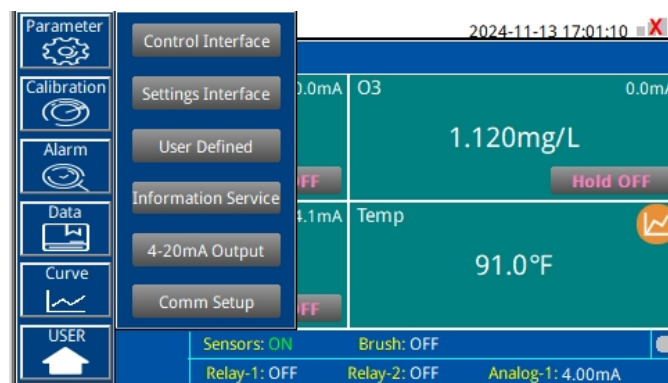 Parameter
Calibration
Alarm
Data
Curve
USER
Control Interface
Settings Interface
User Defined
Information Service
4-20mA Output
Comm Setup
2024-11-13 17:01:10
0.0mA
O3
0.0m
1.120mg/L
FF
Hold OFF
4.1mA
Temp
91.0°F
FF
Sensors: ON
Brush: OFF
Relay-1: OFF
Relay-2: OFF
Analog-1: 4.00mA